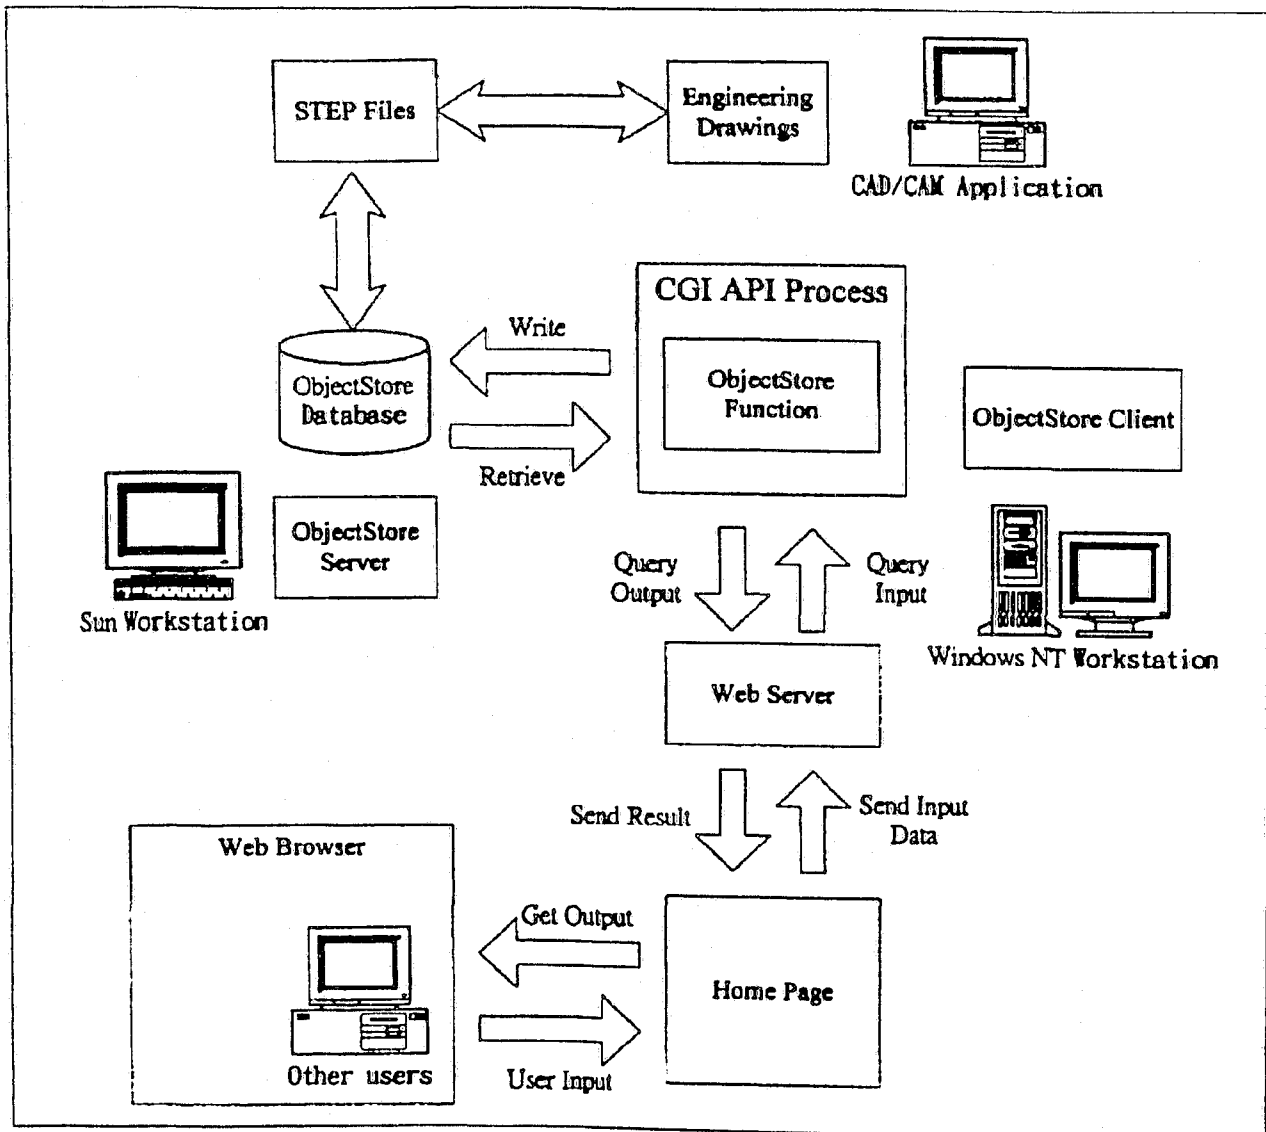 STEP Files
Engineering
Drawings
CAD/CAM Application
CGI API Process
Write
ObjectStore
Database
ObjectStore
Function
ObjectStore Client
Retrieve
ObjectStore
Server
Sun Workstation
Query
Output
Query
Input
Windows NT Workstation
Web Server
Send Result
Send Input
Data
Web Browser
Get Output
Home Page
Other users
User Input